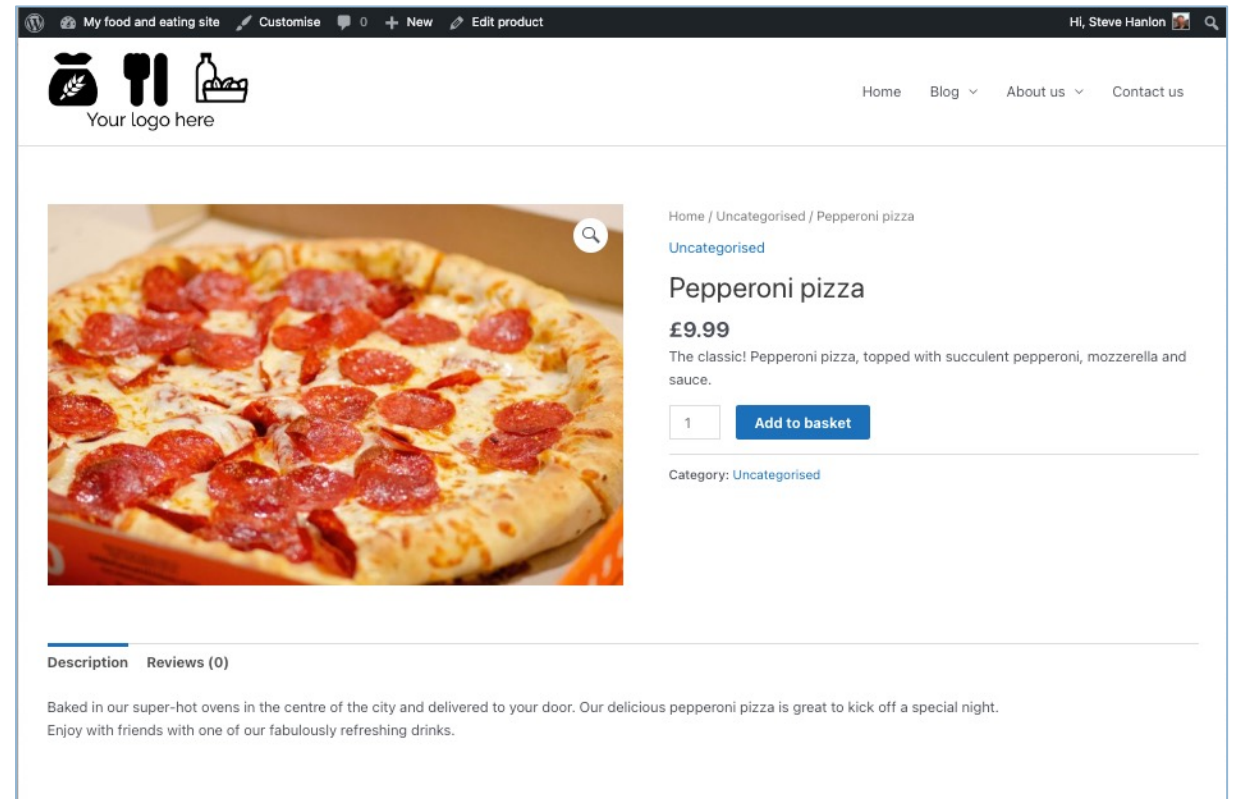 My food and eating site Customise 0 New Edit product Hi, Steve Hanlon
Your logo here
Home Blog About us Contact us
Home / Uncategorised / Pepperoni pizza
Uncategorised
Pepperoni pizza
£9.99
The classic! Pepperoni pizza, topped with succulent pepperoni, mozzerella and
sauce.
1 Add to basket
Category: Uncategorised
Description Reviews (0)
Baked in our super-hot ovens in the centre of the city and delivered to your door. Our delicious pepperoni pizza is great to kick off a special night.
Enjoy with friends with one of our fabulously refreshing drinks.